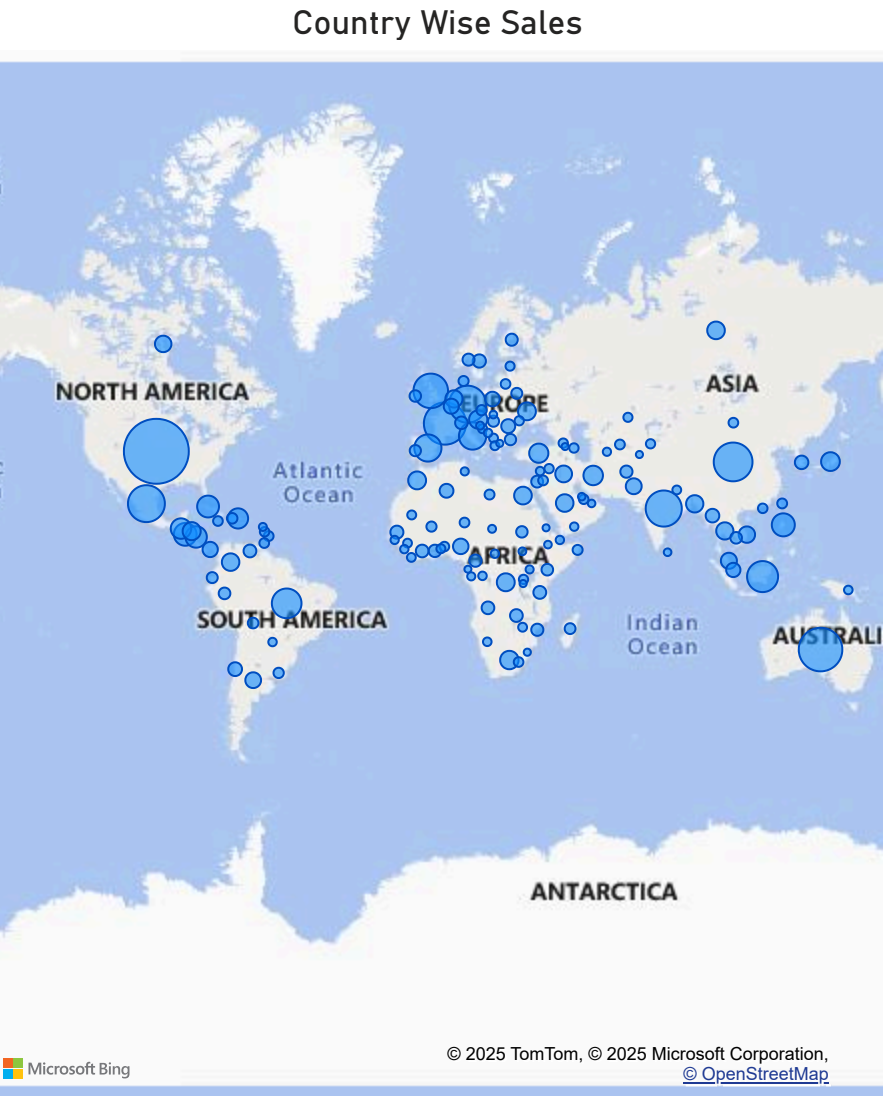 Country Wise Sales
NORTH AMERICA
EUROPE
ASIA
Atlantic
Ocean
AFRICA
SOUTH AMERICA
Indian
Ocean
AUSTRALI
ANTARCTICA
© 2025 TomTom, © 2025 Microsoft Corporation,
Microsoft Bing
© OpenStreetMap